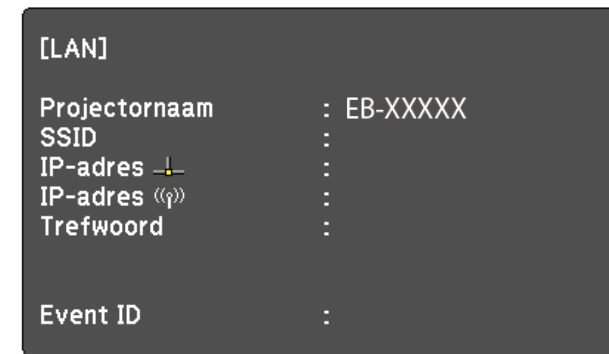 [LAN]
Projectornaam : EB-XXXXX
SSID :
IP-adres :
IP-adres :
Trefwoord :
Event ID :